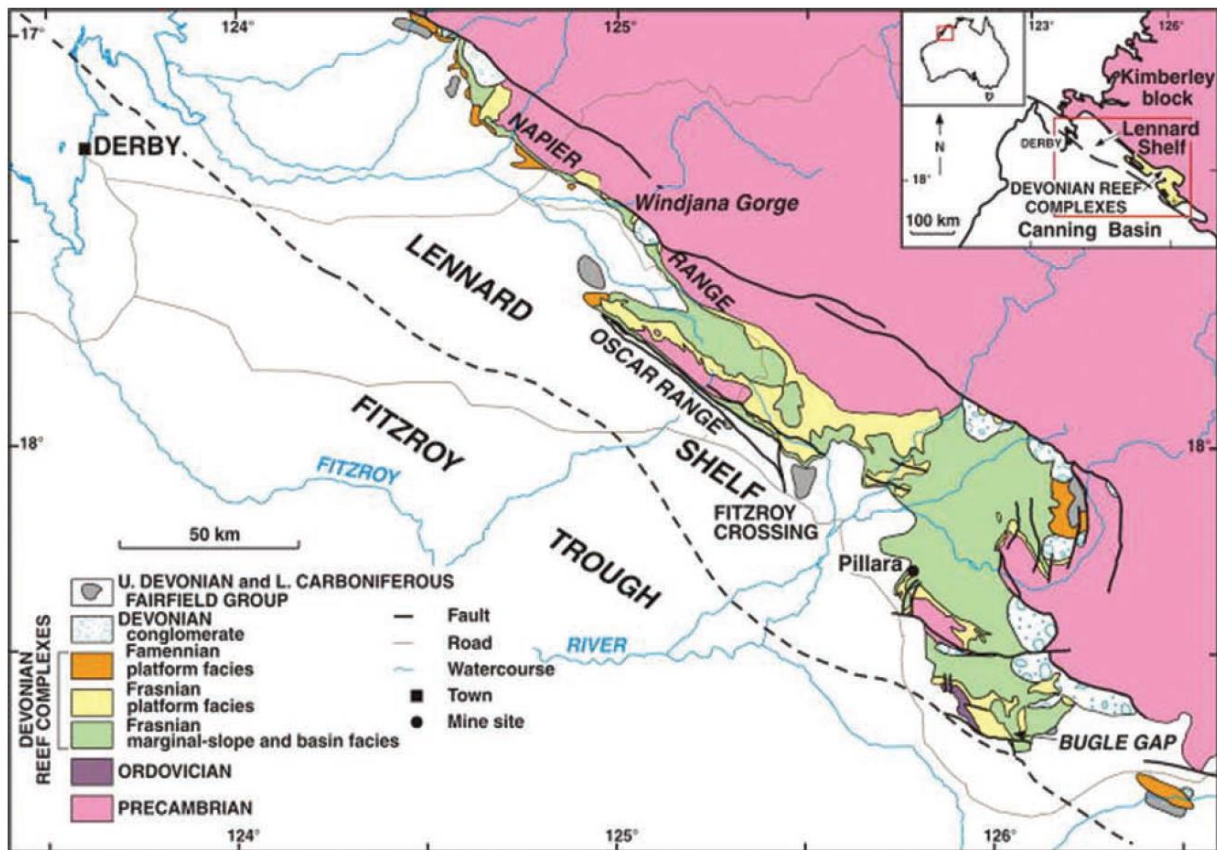 124°
125°
123°
126°
17°
Kimberley
block
Lennard
Shelf
DERBY
N
18°
DEVONIAN REEF
COMPLEXES
100 km
Canning Basin
DERBY
NAPIER
Windjana Gorge
RANGE
LENNARD
OSCAR RANGE
SHELF
FITZROY
TROUGH
18°
18°
FITZROY
RIVER
FITZROY
CROSSING
Pillara
BUGLE GAP
50 km
U. DEVONIAN and L. CARBONIFEROUS
FAIRFIELD GROUP
DEVONIAN
conglomerate
DEVONIAN
REEF COMPLEXES
Famennian
platform facies
Frasnian
platform facies
Frasnian
marginal-slope and basin facies
ORDOVICIAN
PRECAMBRIAN
Fault
Road
Watercourse
Town
Mine site
124°
125°
126°